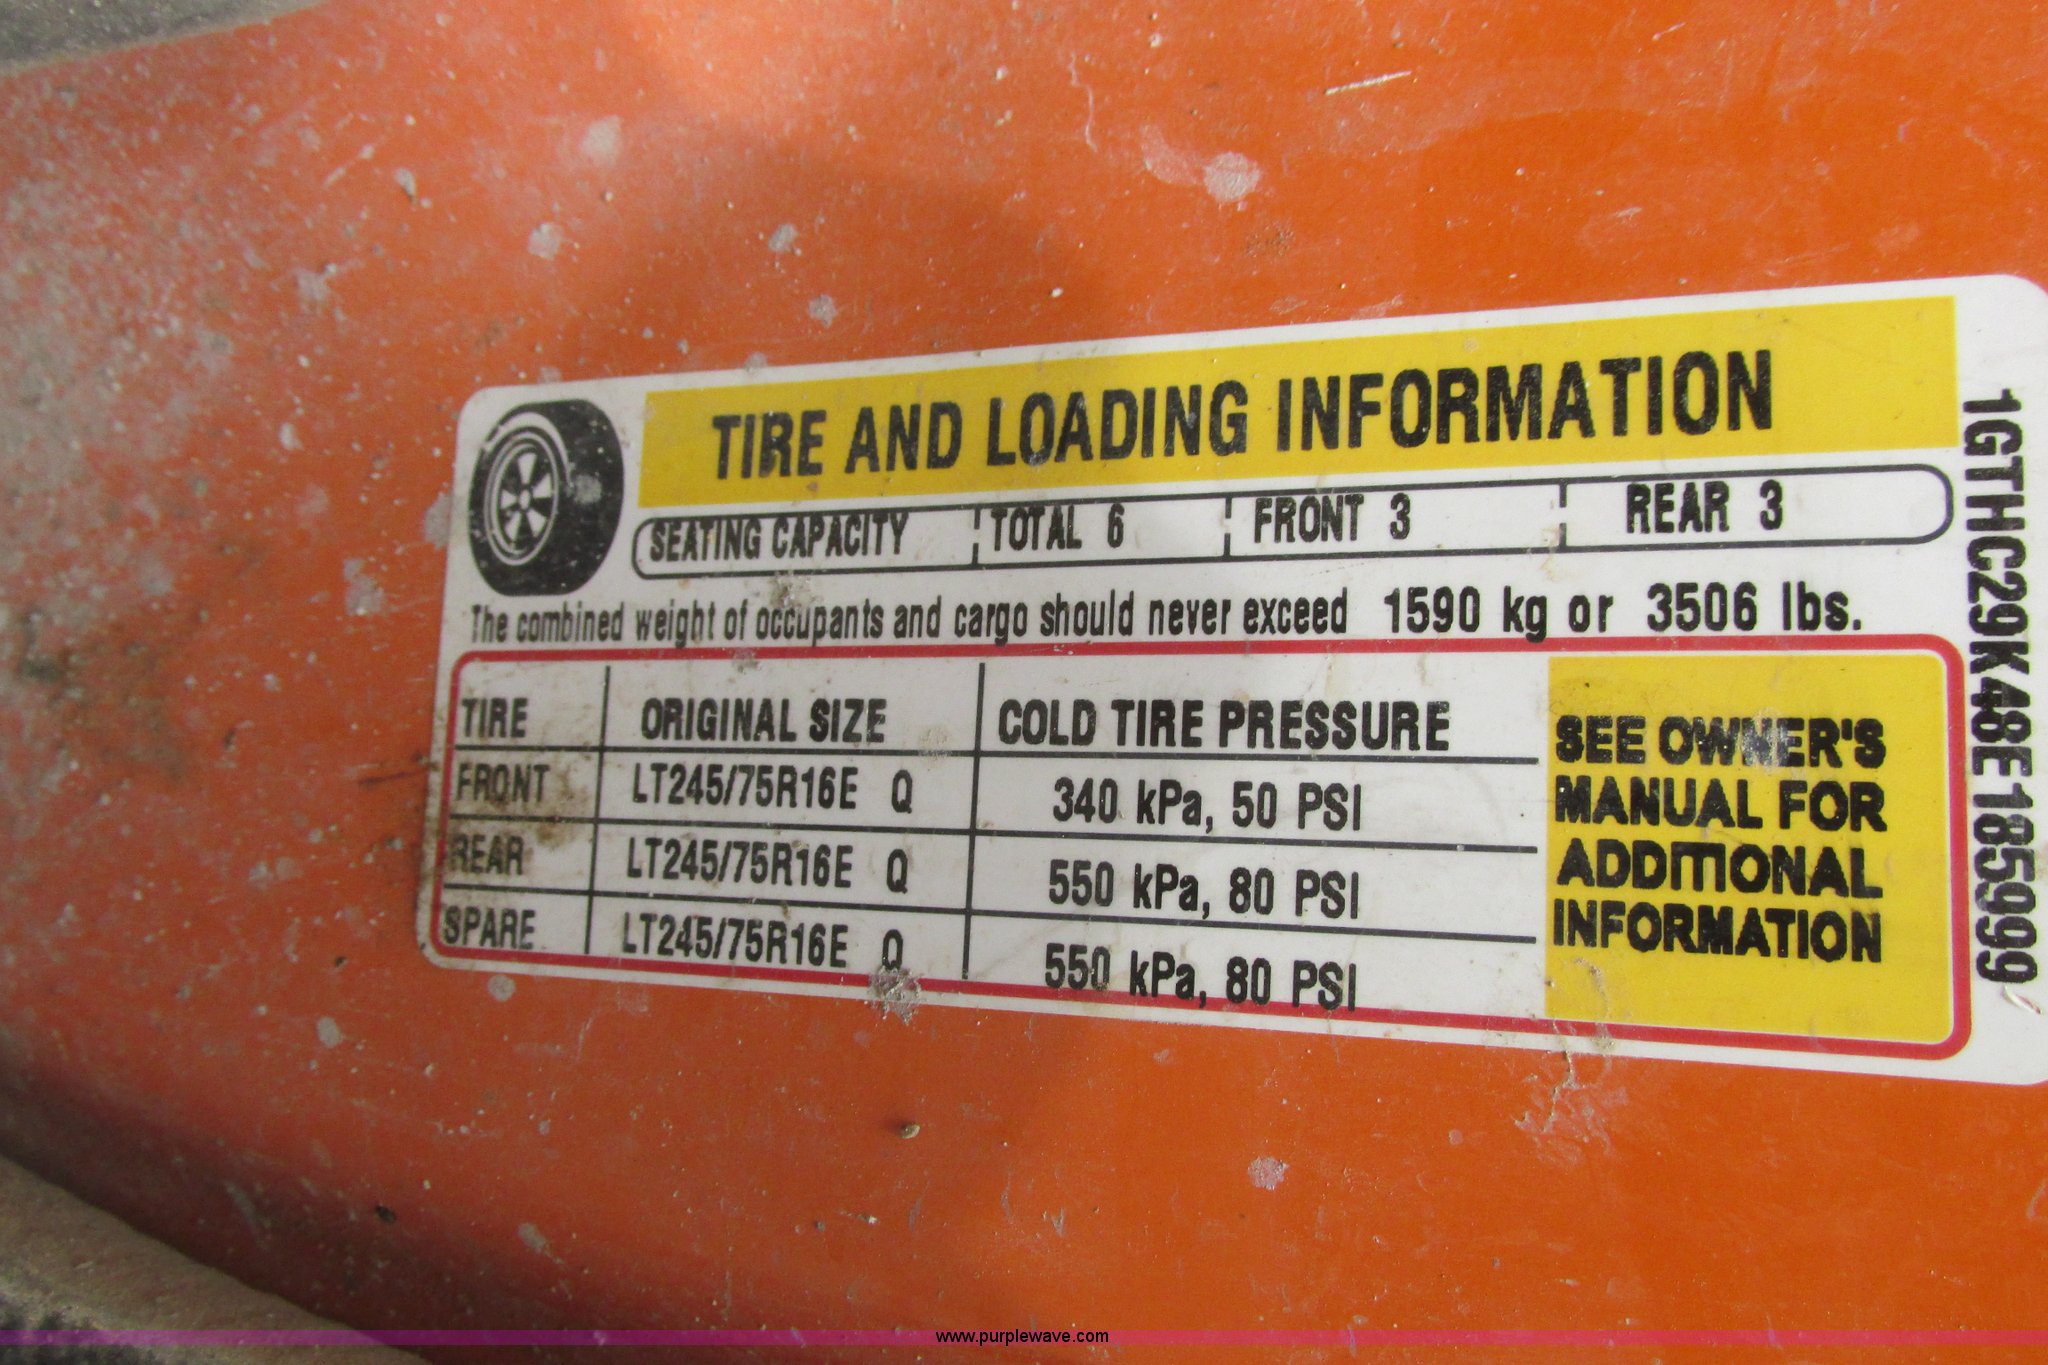 TIRE AND LOADING INFORMATION
SEATING CAPACITY TOTAL 6 FRONT 3 REAR 3
The combined weight of occupants and cargo should never exceed 1590 kg or 3506 lbs.
TIRE ORIGINAL SIZE COLD TIRE PRESSURE
FRONT LT245/75R16E Q 340 kPa, 50 PSI
REAR LT245/75R16E Q 550 kPa, 80 PSI
SPARE LT245/75R16E Q 550 kPa, 80 PSI
SEE OWNER'S
MANUAL FOR
ADDITIONAL
INFORMATION
1GTHC29K48E185999
www.purplewave.com